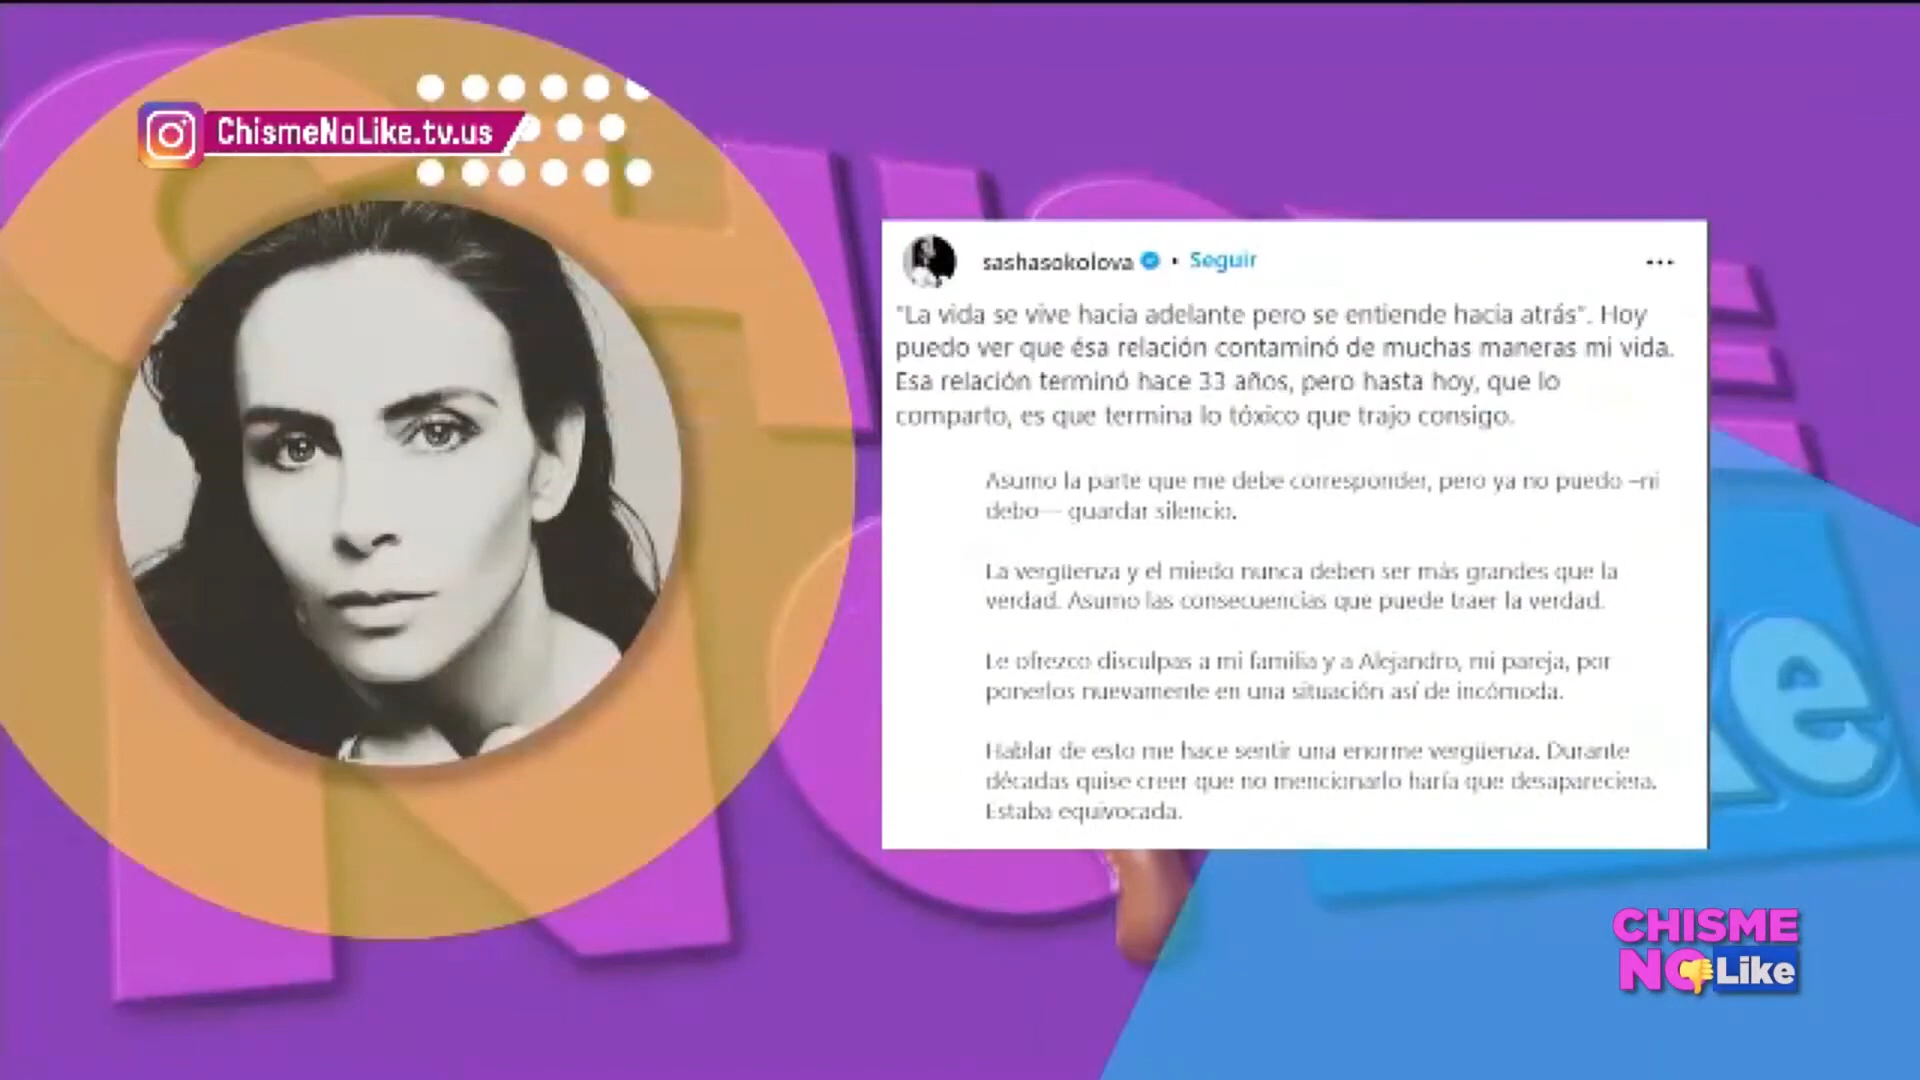 ChismeNoLike.tv.us
sashasokolova • Seguir
"La vida se vive hacia adelante pero se entiende hacia atrás". Hoy
puedo ver que ésa relación contaminó de muchas maneras mi vida.
Esa relación terminó hace 33 años, pero hasta hoy, que lo
comparto, es que termina lo tóxico que trajo consigo.
Asumo la parte que me debe corresponder, pero ya no puedo –ni
debo— guardar silencio.
La vergüenza y el miedo nunca deben ser más grandes que la
verdad. Asumo las consecuencias que puede traer la verdad.
Le ofrezco disculpas a mi familia y a Alejandro, mi pareja, por
ponerlos nuevamente en una situación así de incómoda.
Hablar de esto me hace sentir una enorme vergüenza. Durante
décadas quise creer que no mencionarlo haría que desapareciera.
Estaba equivocada.
CHISME
NO Like